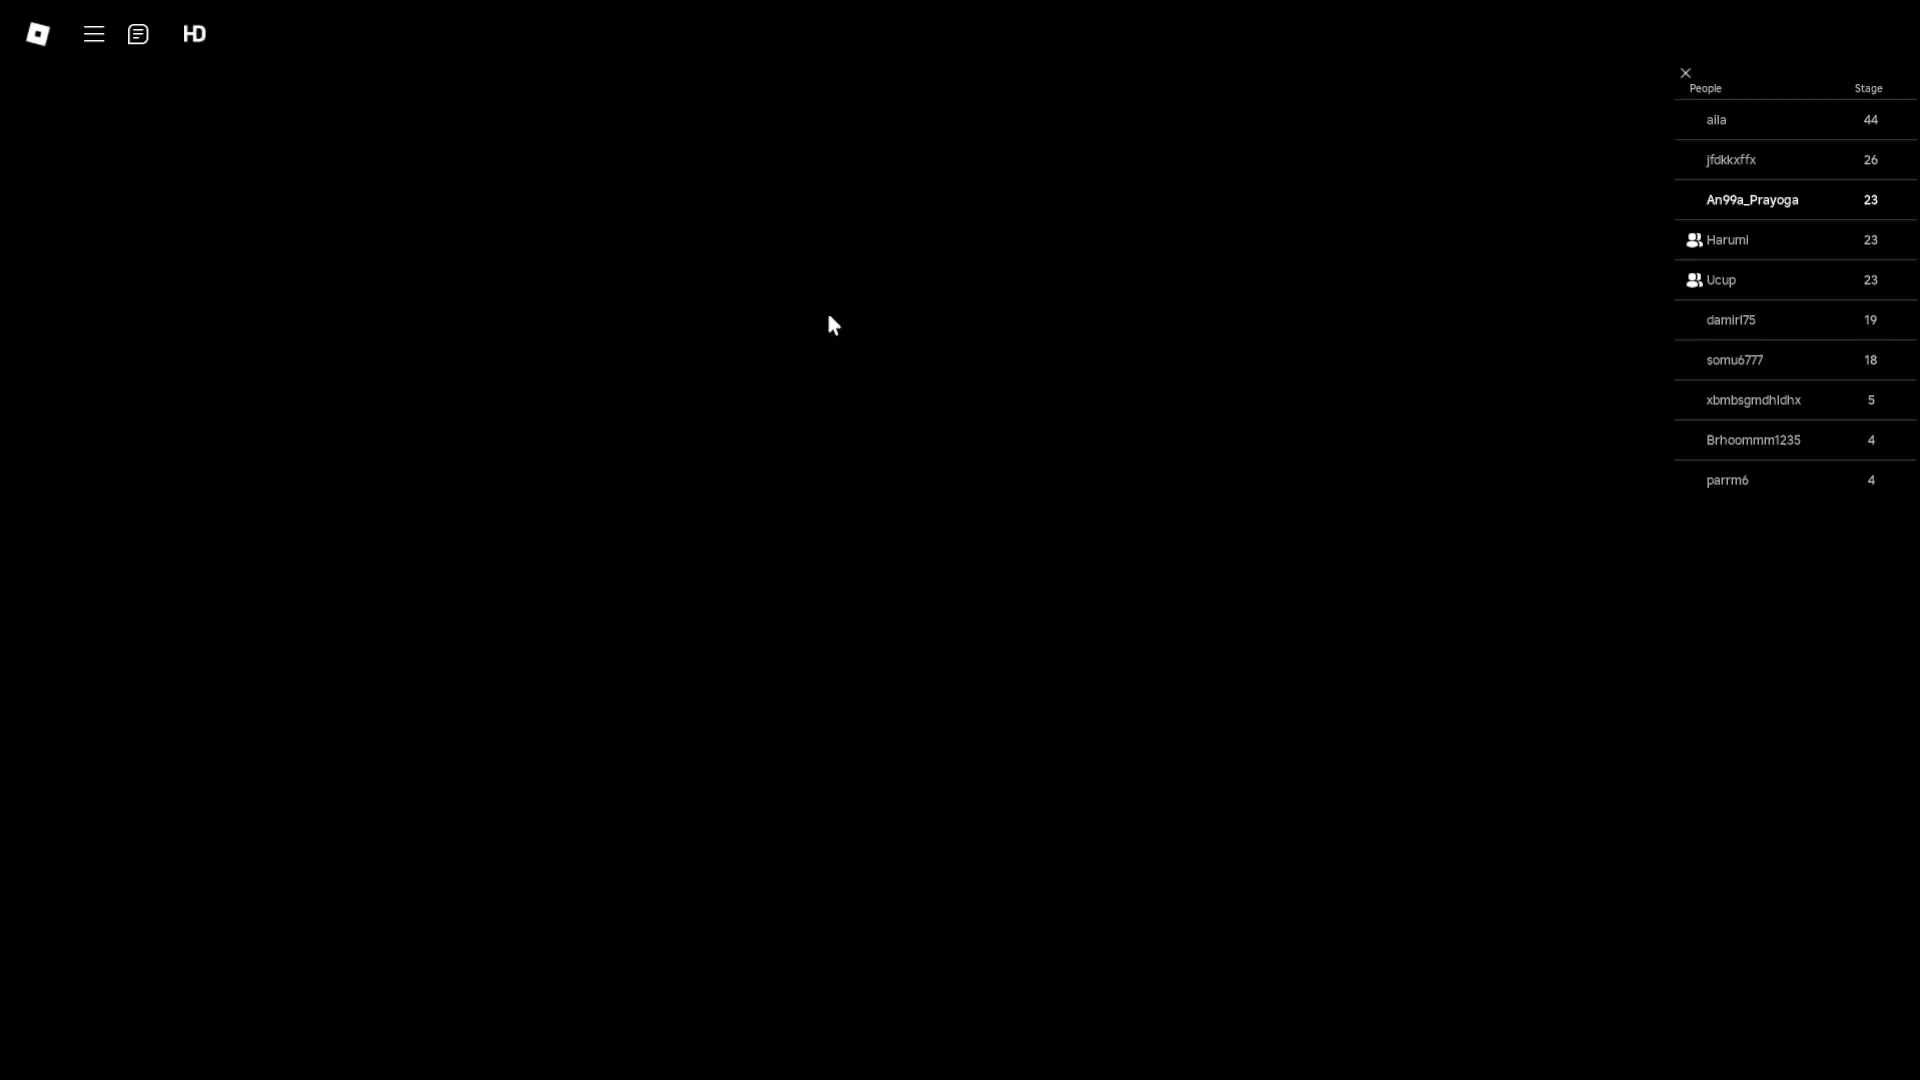 HD
People Stage
aila 44
jfdkkxffx 26
An99a_Prayoga 23
Harumi 23
Ucup 23
damirl75 19
somu6777 18
xbmbsgmdhldhx 5
Brhoommm1235 4
parrm6 4